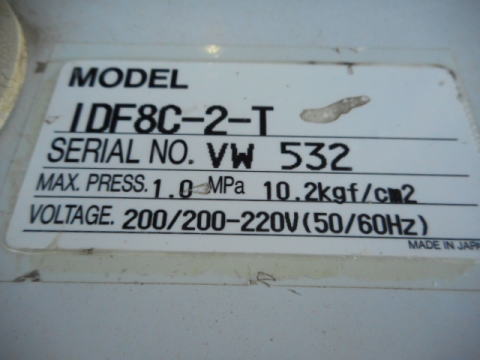 MODEL
IDF8C-2-T
SERIAL NO. VW 532
MAX. PRESS. 1.0 MPa 10.2kgf/cm2
VOLTAGE. 200/200-220V(50/60Hz)
MADE IN JAPAN